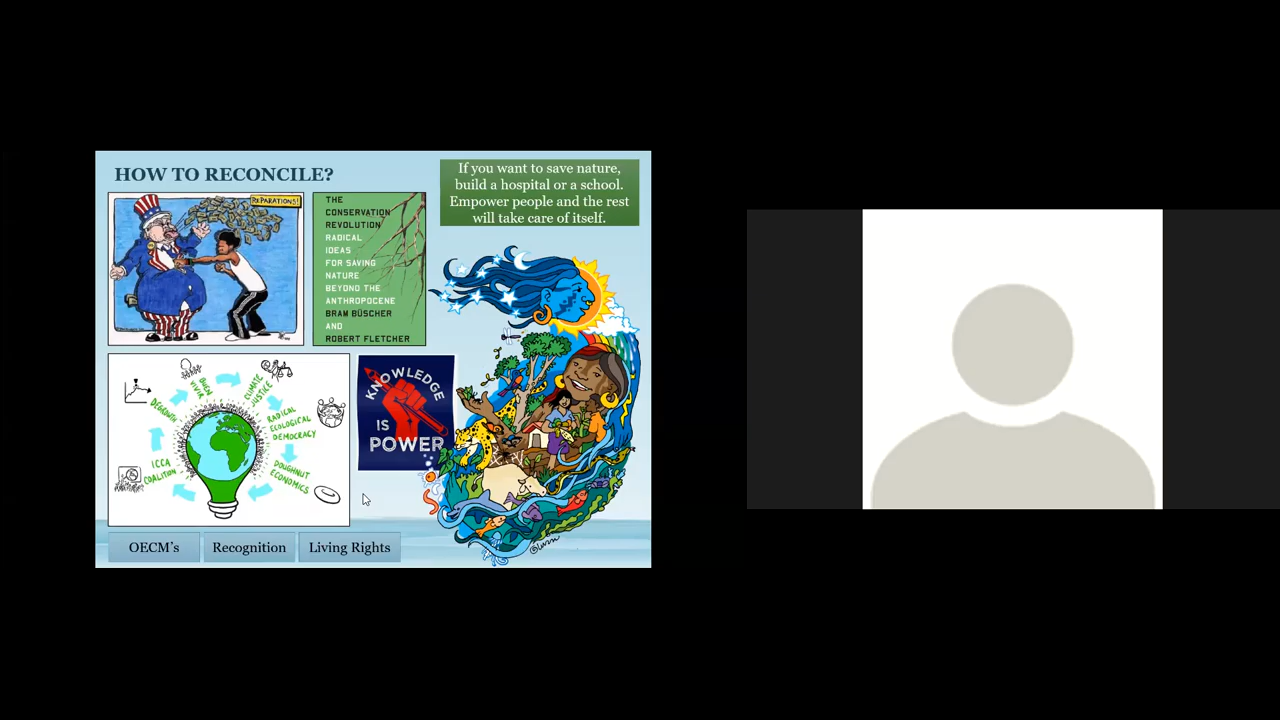 HOW TO RECONCILE?
If you want to save nature,
build a hospital or a school.
Empower people and the rest
will take care of itself.
REPARATIONS!
THE
CONSERVATION
REVOLUTION
RADICAL
IDEAS
FOR SAVING
NATURE
BEYOND THE
ANTHROPOCENE
BRAM BÜSCHER
AND
ROBERT FLETCHER
BUEN
VIVIR
CLIMATE
JUSTICE
RADICAL
ECOLOGICAL
DEMOCRACY
DOUGHNUT
ECONOMICS
ICCA
COALITION
DEGROWTH
KNOWLEDGE
IS
POWER
OECM's
Recognition
Living Rights